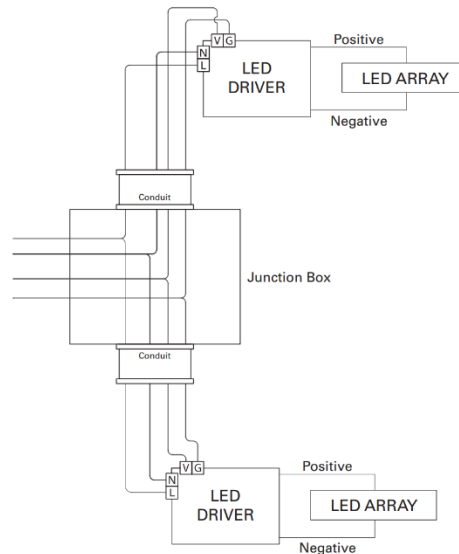 V G
Positive
N
L
LED
DRIVER
LED ARRAY
Negative
Conduit
Junction Box
Conduit
V G
Positive
N
L
LED
DRIVER
LED ARRAY
Negative